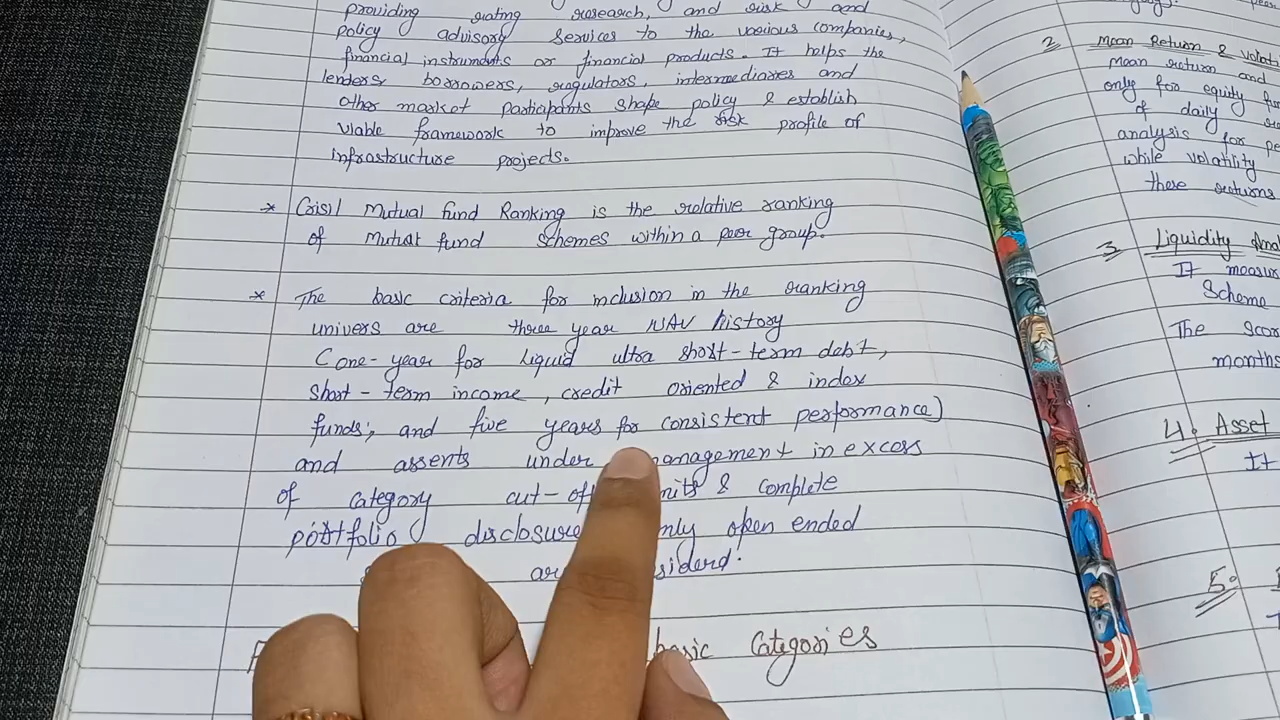 providing rating research, and risk and
policy advisory services to the various companies,
financial instruments or financial products. It helps the
lenders, borrowers, regulators, intermediaries and
other market participants shape policy & establish
viable framework to improve the risk profile of
infrastructure projects.
* Crisil Mutual Fund Ranking is the relative ranking
of Mutual fund schemes within a peer group.
* The basic criteria for inclusion in the ranking
univers are three year NAV history
(one-year for Liquid ultra short-term debt,
short-term income, credit oriented & index
funds; and five years for consistent performance)
and assents under management in excess
of category cut-off
& complete
portfolio disclosure
only open ended
are
basic Categories
2 Mean Return & Volati
Mean return and
only for equity fu
of daily
analysis for pe
while volatility
these returns
3 Liquidity Ana
It measur
Scheme
The scor
months
4. Asset
It
5.